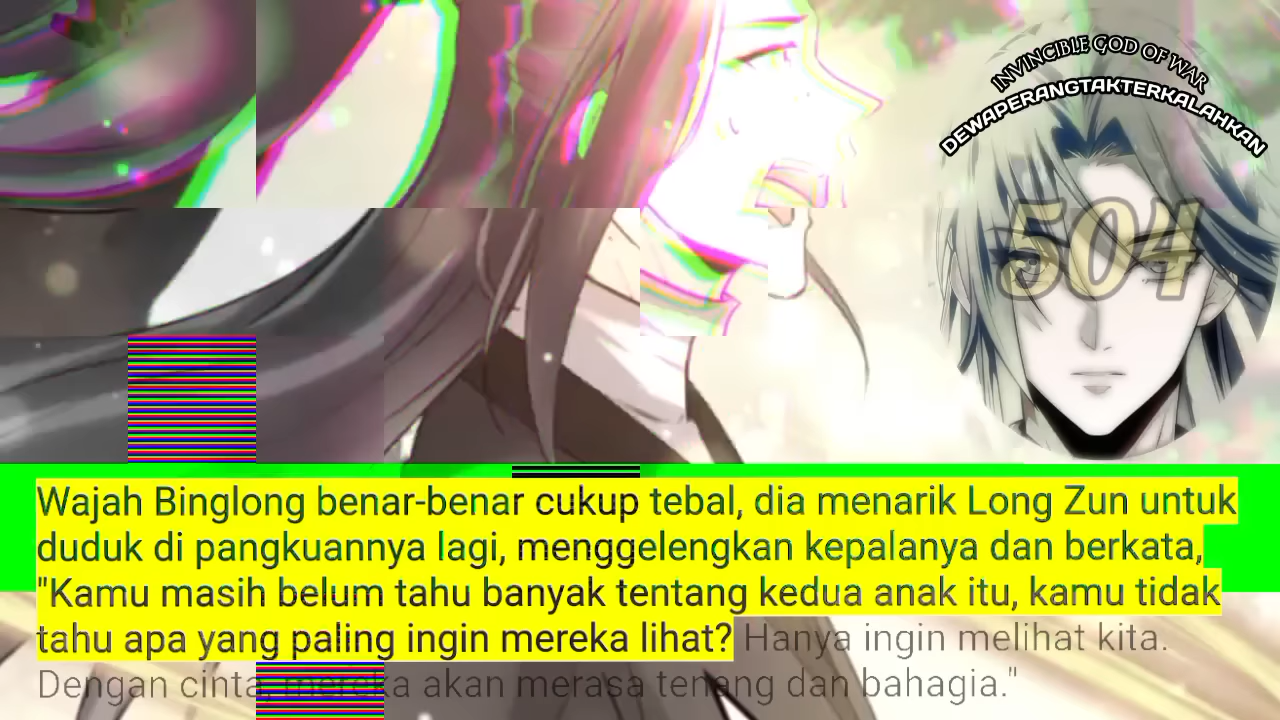 INVINCIBLE GOD OF WAR
DEWAPERANGTAKTERKALAHKAN
504
Wajah Binglong benar-benar cukup tebal, dia menarik Long Zun untuk
duduk di pangkuannya lagi, menggelengkan kepalanya dan berkata,
"Kamu masih belum tahu banyak tentang kedua anak itu, kamu tidak
tahu apa yang paling ingin mereka lihat? Hanya ingin melihat kita.
Dengan cinta, mereka akan merasa tenang dan bahagia."